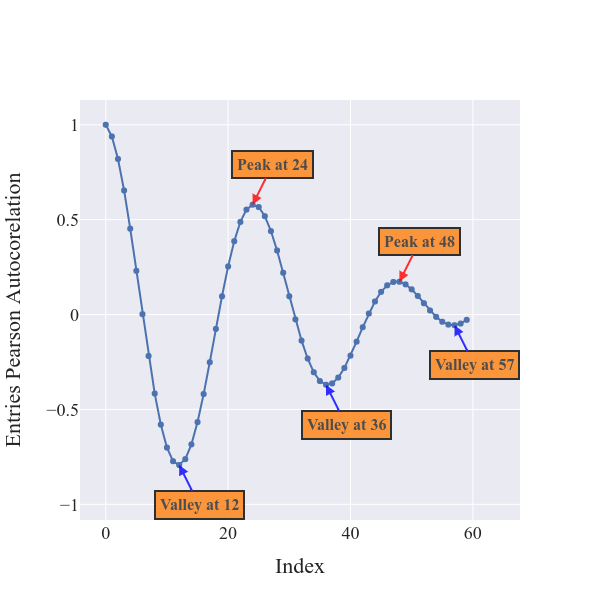 1
0.5
0
−0.5
−1
Entries Pearson Autocorelation
Peak at 24
Peak at 48
Valley at 57
Valley at 36
Valley at 12
0
20
40
60
Index